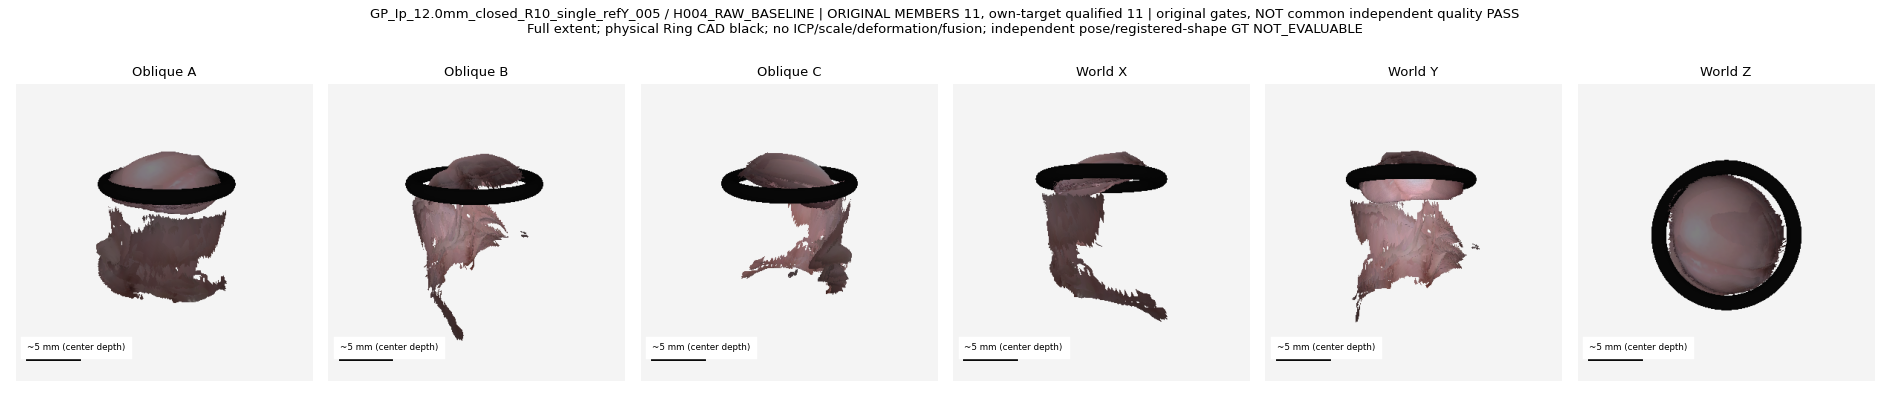 GP_Ip_12.0mm_closed_R10_single_refY_005 / H004_RAW_BASELINE | ORIGINAL MEMBERS 11, own-target qualified 11 | original gates, NOT common independent quality PASS
Full extent; physical Ring CAD black; no ICP/scale/deformation/fusion; independent pose/registered-shape GT NOT_EVALUABLE
Oblique A
Oblique B
Oblique C
World X
World Y
World Z
~5 mm (center depth)
~5 mm (center depth)
~5 mm (center depth)
~5 mm (center depth)
~5 mm (center depth)
~5 mm (center depth)